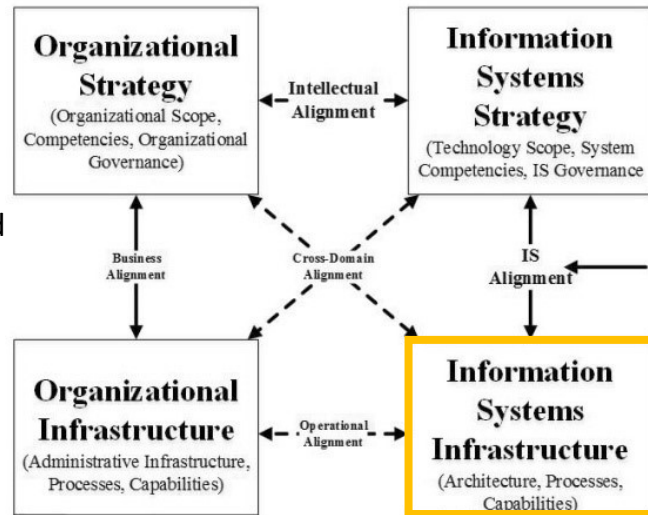 Organizational
Strategy
(Organizational Scope,
Competencies, Organizational
Governance)
Intellectual
Alignment
Information
Systems
Strategy
(Technology Scope, System
Competencies, IS Governance
d
Business
Alignment
Cross-Domain
Alignment
IS
Alignment
Organizational
Infrastructure
(Administrative Infrastructure,
Processes, Capabilities)
Operational
Alignment
Information
Systems
Infrastructure
(Architecture, Processes,
Capabilities)